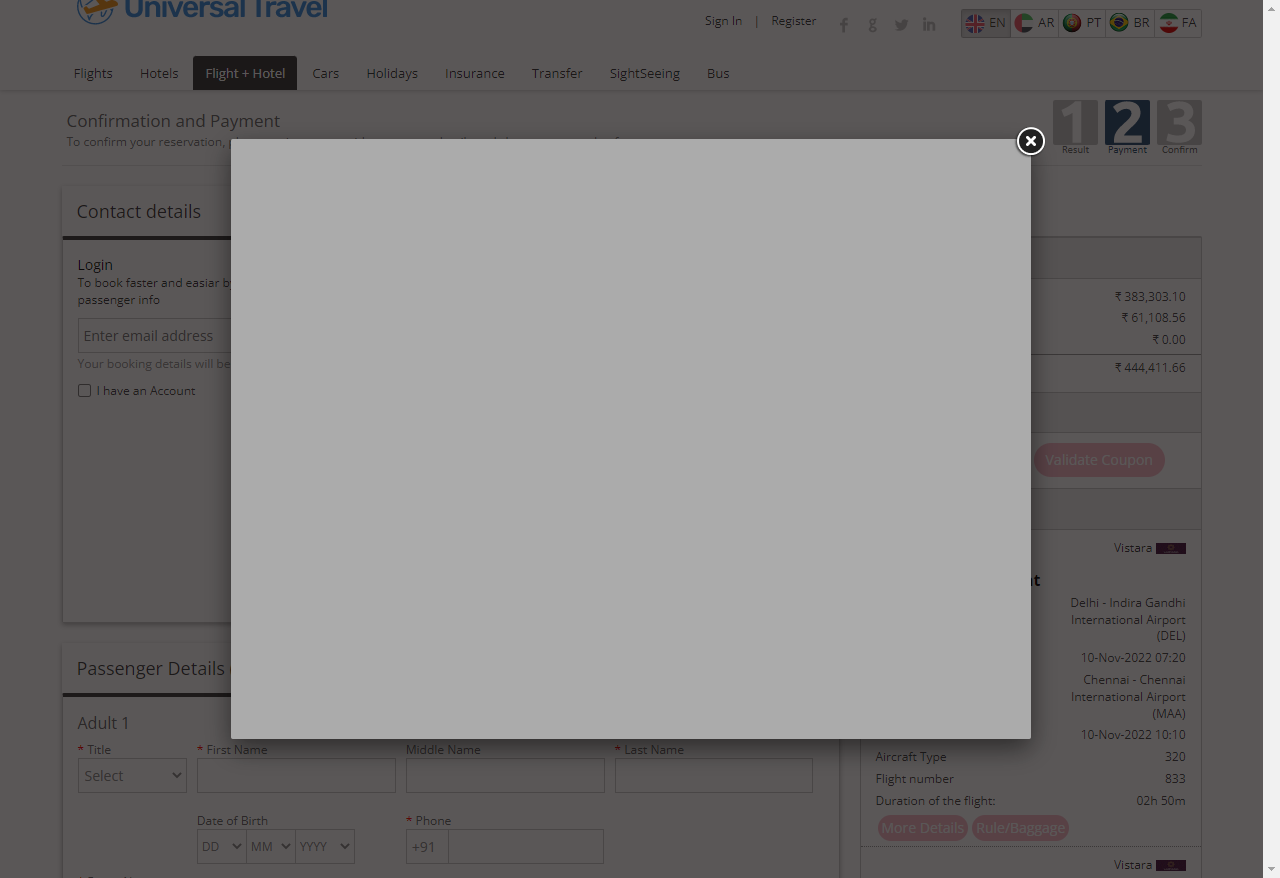 Universal Travel
Sign In | Register
EN AR PT BR FA
Flights Hotels Flight + Hotel Cars Holidays Insurance Transfer SightSeeing Bus
Confirmation and Payment
To confirm your reservation,
1 2 3
Result Payment Confirm
Contact details
Login
To book faster and easiar
passenger info
Enter email address
Your booking details will be
I have an Account
₹ 383,303.10
₹ 61,108.56
₹ 0.00
₹ 444,411.66
Validate Coupon
Vistara
Delhi - Indira Gandhi
International Airport
(DEL)
10-Nov-2022 07:20
Chennai - Chennai
International Airport
(MAA)
10-Nov-2022 10:10
Aircraft Type 320
Flight number 833
Duration of the flight: 02h 50m
More Details Rule/Baggage
Vistara
Passenger Details
Adult 1
* Title * First Name Middle Name * Last Name
Select
Date of Birth * Phone
DD MM YYYY +91